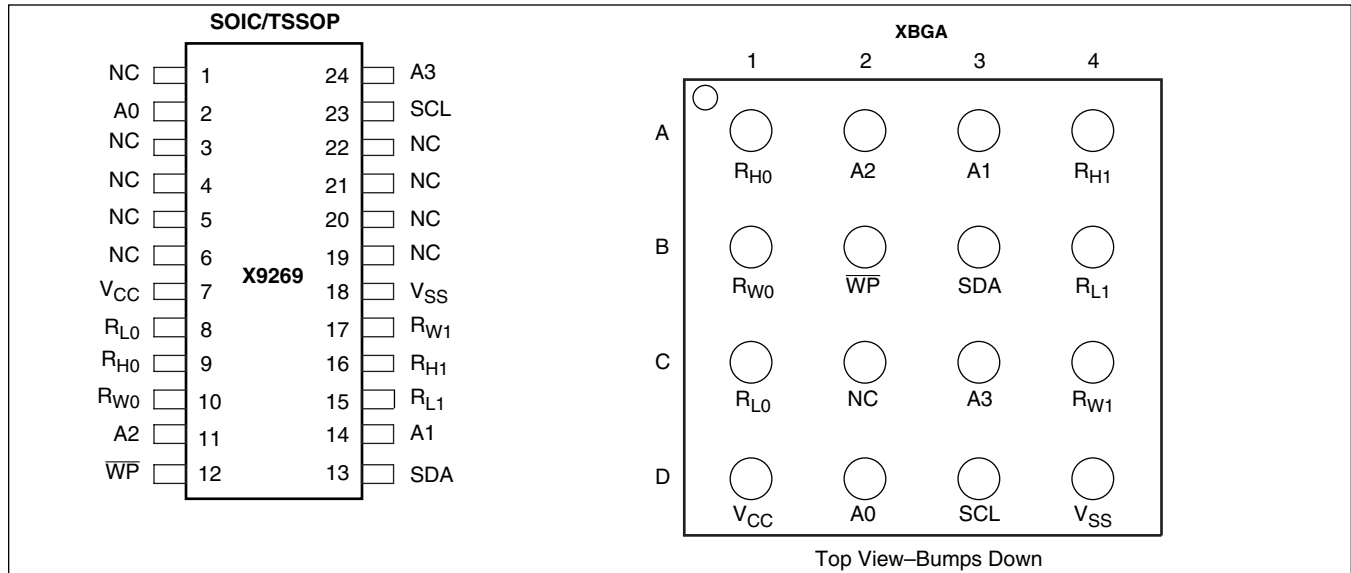 SOIC/TSSOP
NC 1 24 A3
A0 2 23 SCL
NC 3 22 NC
NC 4 21 NC
NC 5 20 NC
NC 6 19 NC
X9269
VCC 7 18 VSS
RL0 8 17 RW1
RH0 9 16 RH1
RW0 10 15 RL1
A2 11 14 A1
WP 12 13 SDA
XBGA
1 2 3 4
A
RH0 A2 A1 RH1
B
RW0 WP SDA RL1
C
RL0 NC A3 RW1
D
VCC A0 SCL VSS
Top View–Bumps Down